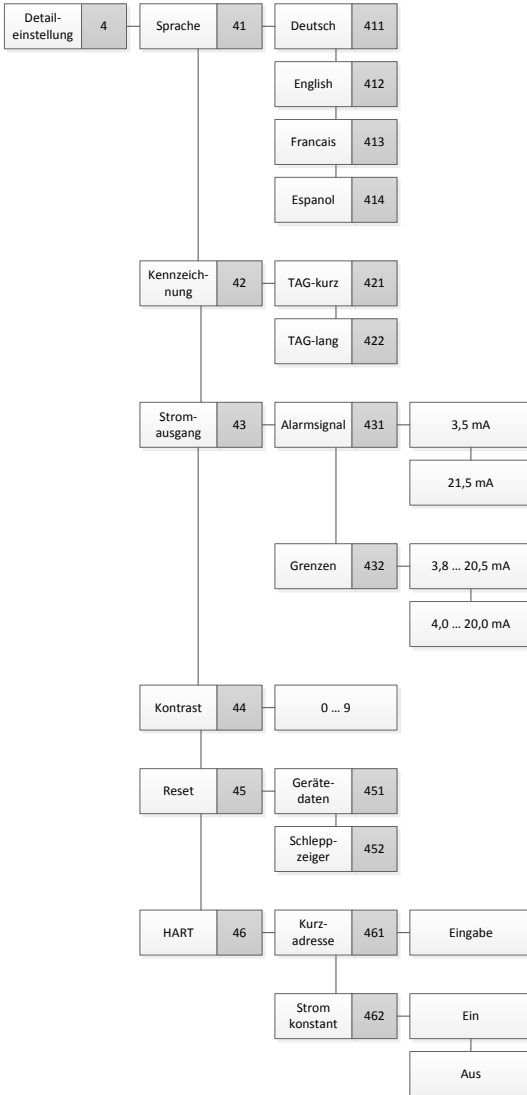 Detail-
einstellung
4
Sprache
41
Deutsch
411
English
412
Francais
413
Espanol
414
Kennzeich-
nung
42
TAG-kurz
421
TAG-lang
422
Strom-
ausgang
43
Alarmsignal
431
3,5 mA
21,5 mA
Grenzen
432
3,8 ... 20,5 mA
4,0 ... 20,0 mA
Kontrast
44
0 ... 9
Reset
45
Geräte-
daten
451
Schlepp-
zeiger
452
HART
46
Kurz-
adresse
461
Eingabe
Strom
konstant
462
Ein
Aus